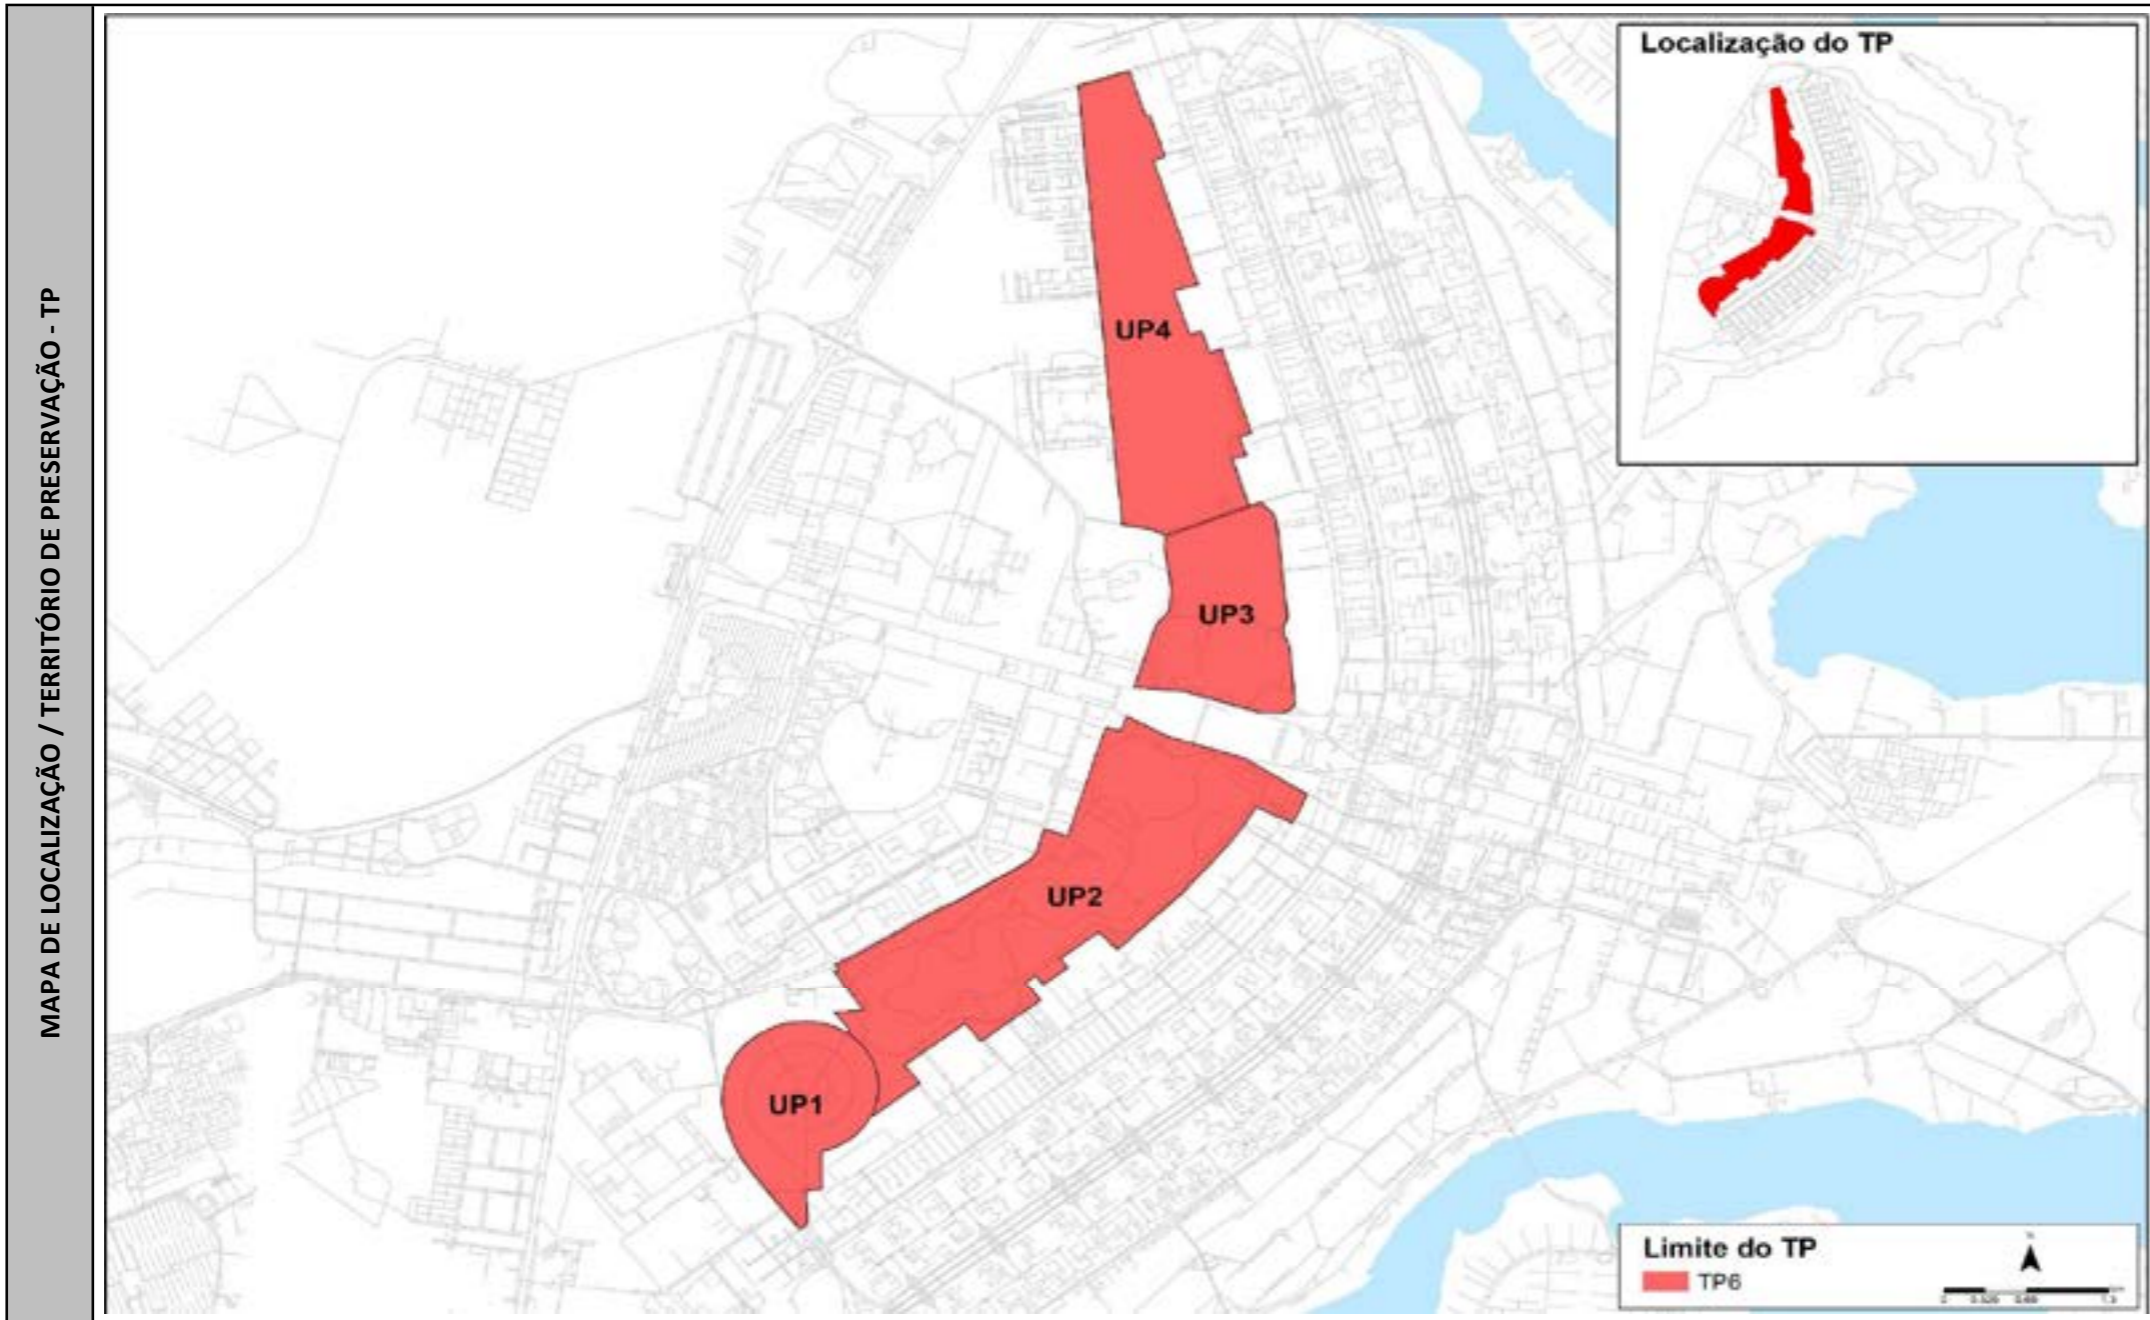 MAPA DE LOCALIZAÇÃO / TERRITÓRIO DE PRESERVAÇÃO - TP
Localização do TP
UP4
UP3
UP2
UP1
Limite do TP
TP6